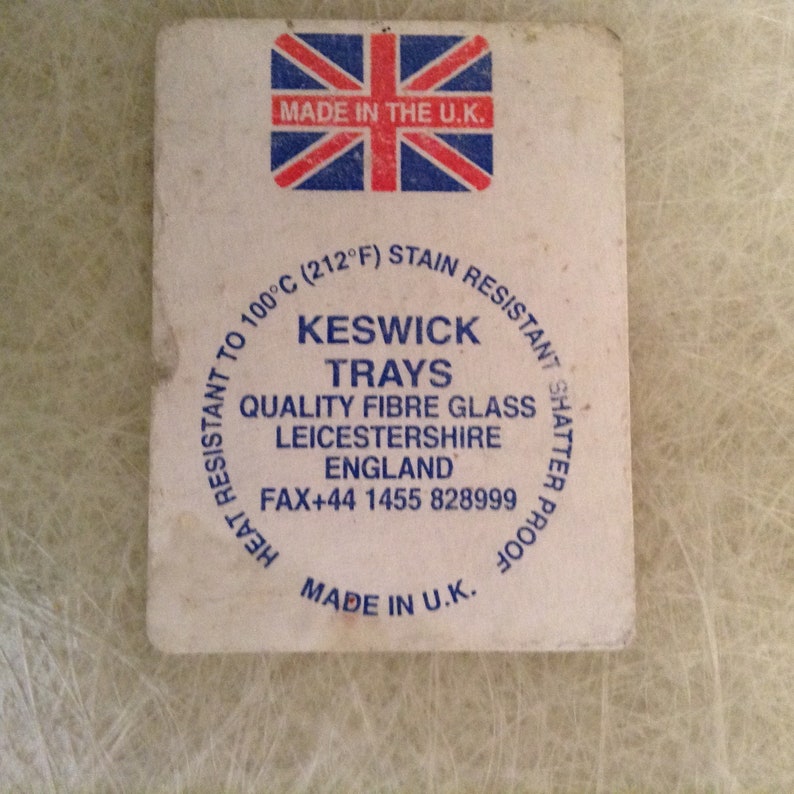 MADE IN THE U.K.
HEAT RESISTANT TO 100°C (212°F) STAIN RESISTANT SHATTER PROOF
KESWICK
TRAYS
QUALITY FIBRE GLASS
LEICESTERSHIRE
ENGLAND
FAX+44 1455 828999
MADE IN U.K.